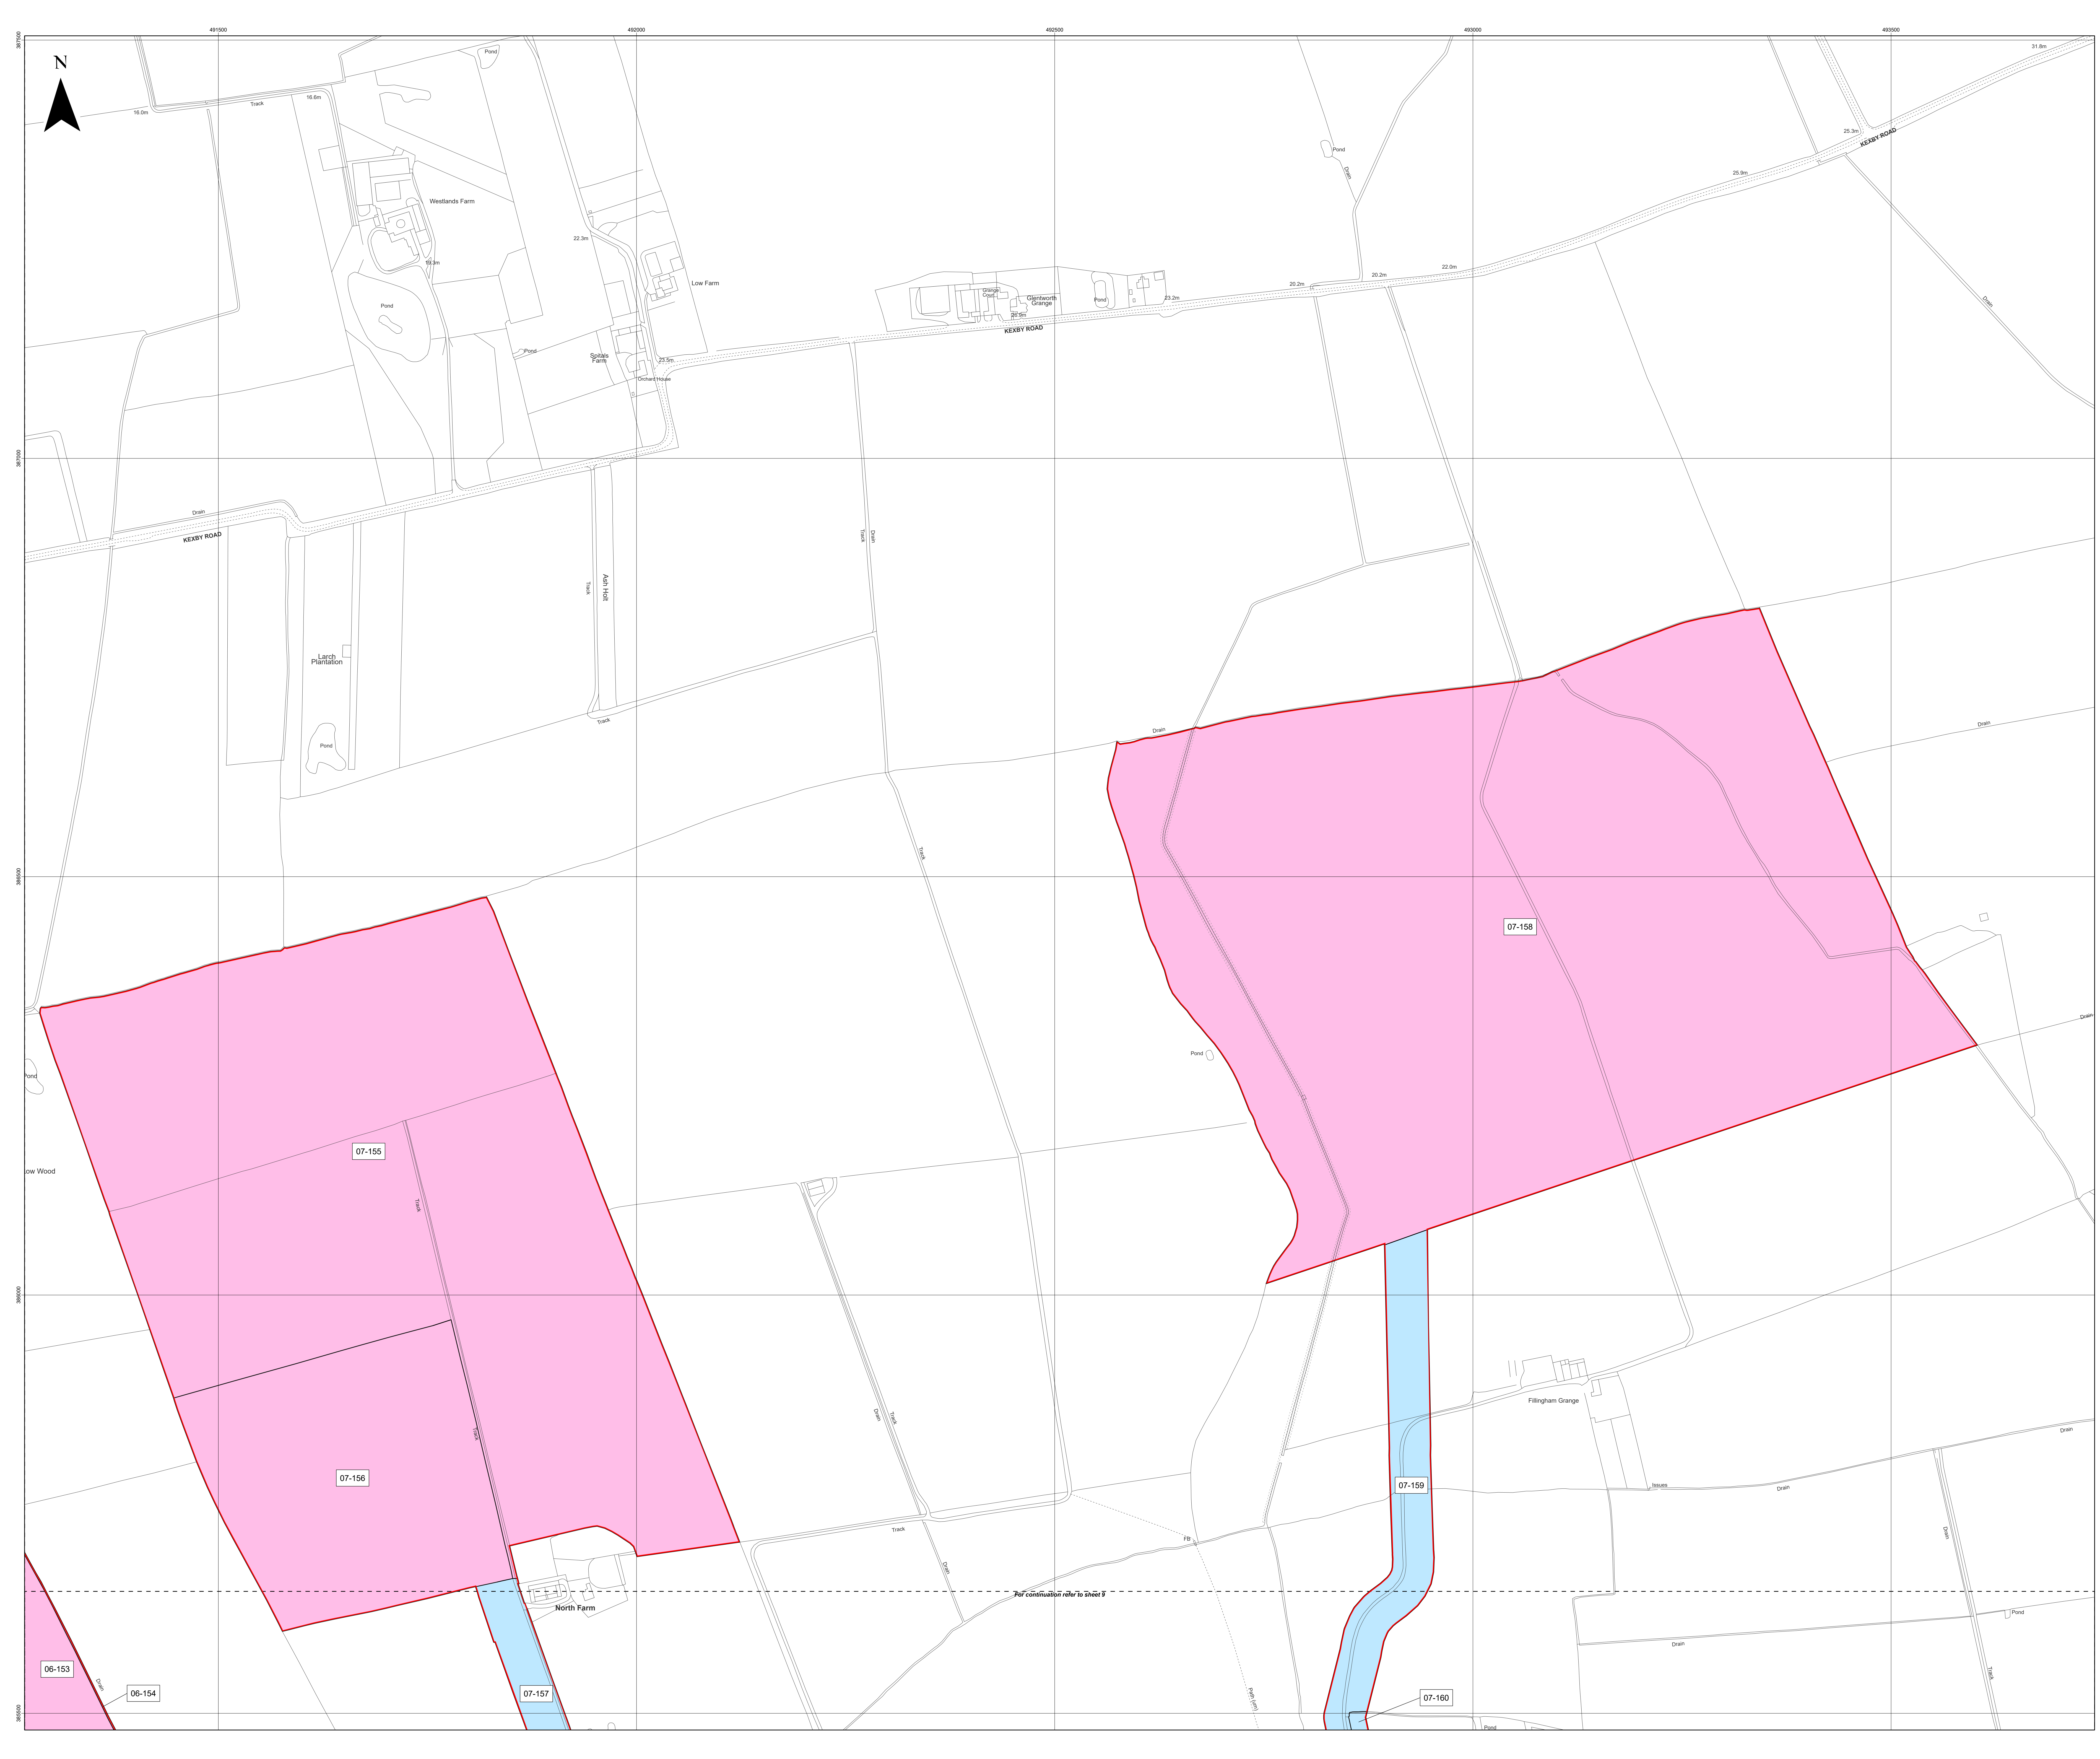 491500
492000
492500
493000
493500
387500
N
Pond
31.8m
16.6m
Track
16.0m
25.3m
KEXBY ROAD
Pond
Drain
25.9m
Westlands Farm
22.3m
19.3m
Low Farm
22.0m
20.2m
20.2m
Grange
Court
Glentworth
Grange
Pond
23.2m
20.9m
KEXBY ROAD
Drain
Pond
Pond
Spitals
Farm
23.5m
Orchard House
387000
Drain
KEXBY ROAD
Track
Drain
Track
Ash Holt
Larch
Plantation
Pond
Track
Drain
Drain
Track
386500
07-158
Drain
Pond
Pond
07-155
Low Wood
Track
386000
Fillingham Grange
Track
Drain
Track
07-156
07-159
Issues
Drain
Drain
Track
FB
Drain
Drain
For continuation refer to sheet 9
North Farm
Pond
Drain
06-153
Drain
06-154
07-157
Path (um)
07-160
Track
385500
Pond